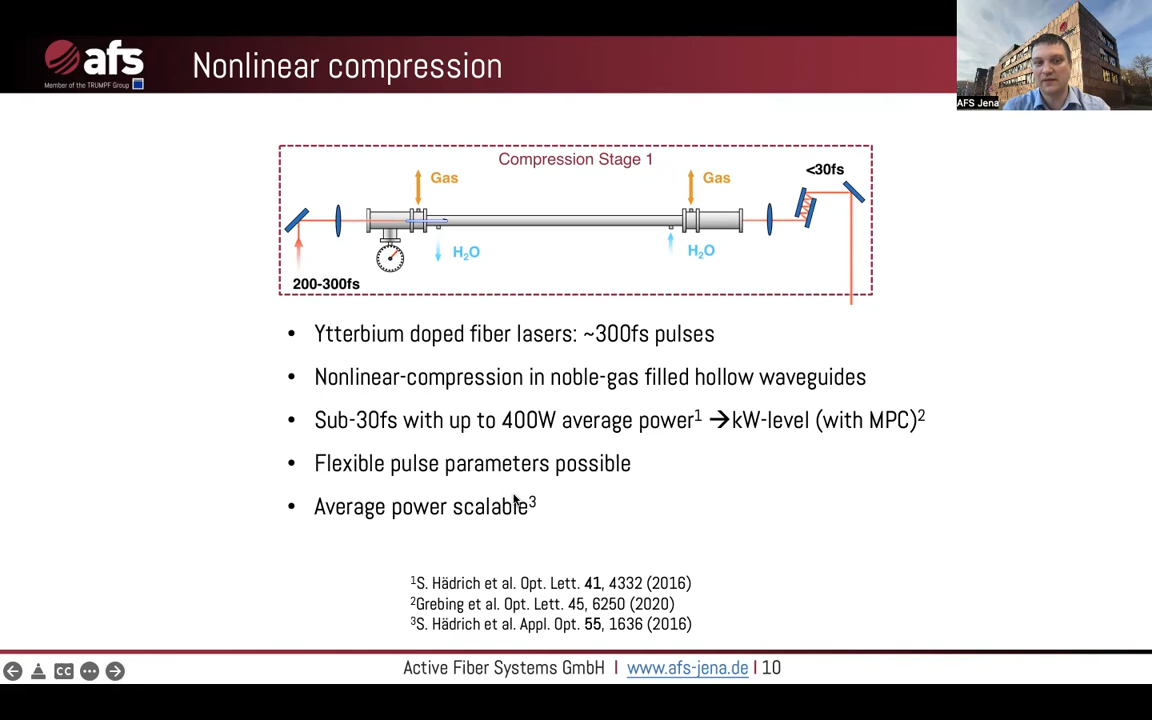 afs
Member of the TRUMPF Group
Nonlinear compression
AFS Jena
Compression Stage 1
<30fs
Gas
Gas
H₂O
H₂O
200-300fs
• Ytterbium doped fiber lasers: ~300fs pulses
• Nonlinear-compression in noble-gas filled hollow waveguides
• Sub-30fs with up to 400W average power¹ →kW-level (with MPC)²
• Flexible pulse parameters possible
• Average power scalable³
¹S. Hädrich et al. Opt. Lett. 41, 4332 (2016)
²Grebing et al. Opt. Lett. 45, 6250 (2020)
³S. Hädrich et al. Appl. Opt. 55, 1636 (2016)
CC
Active Fiber Systems GmbH | www.afs-jena.de | 10